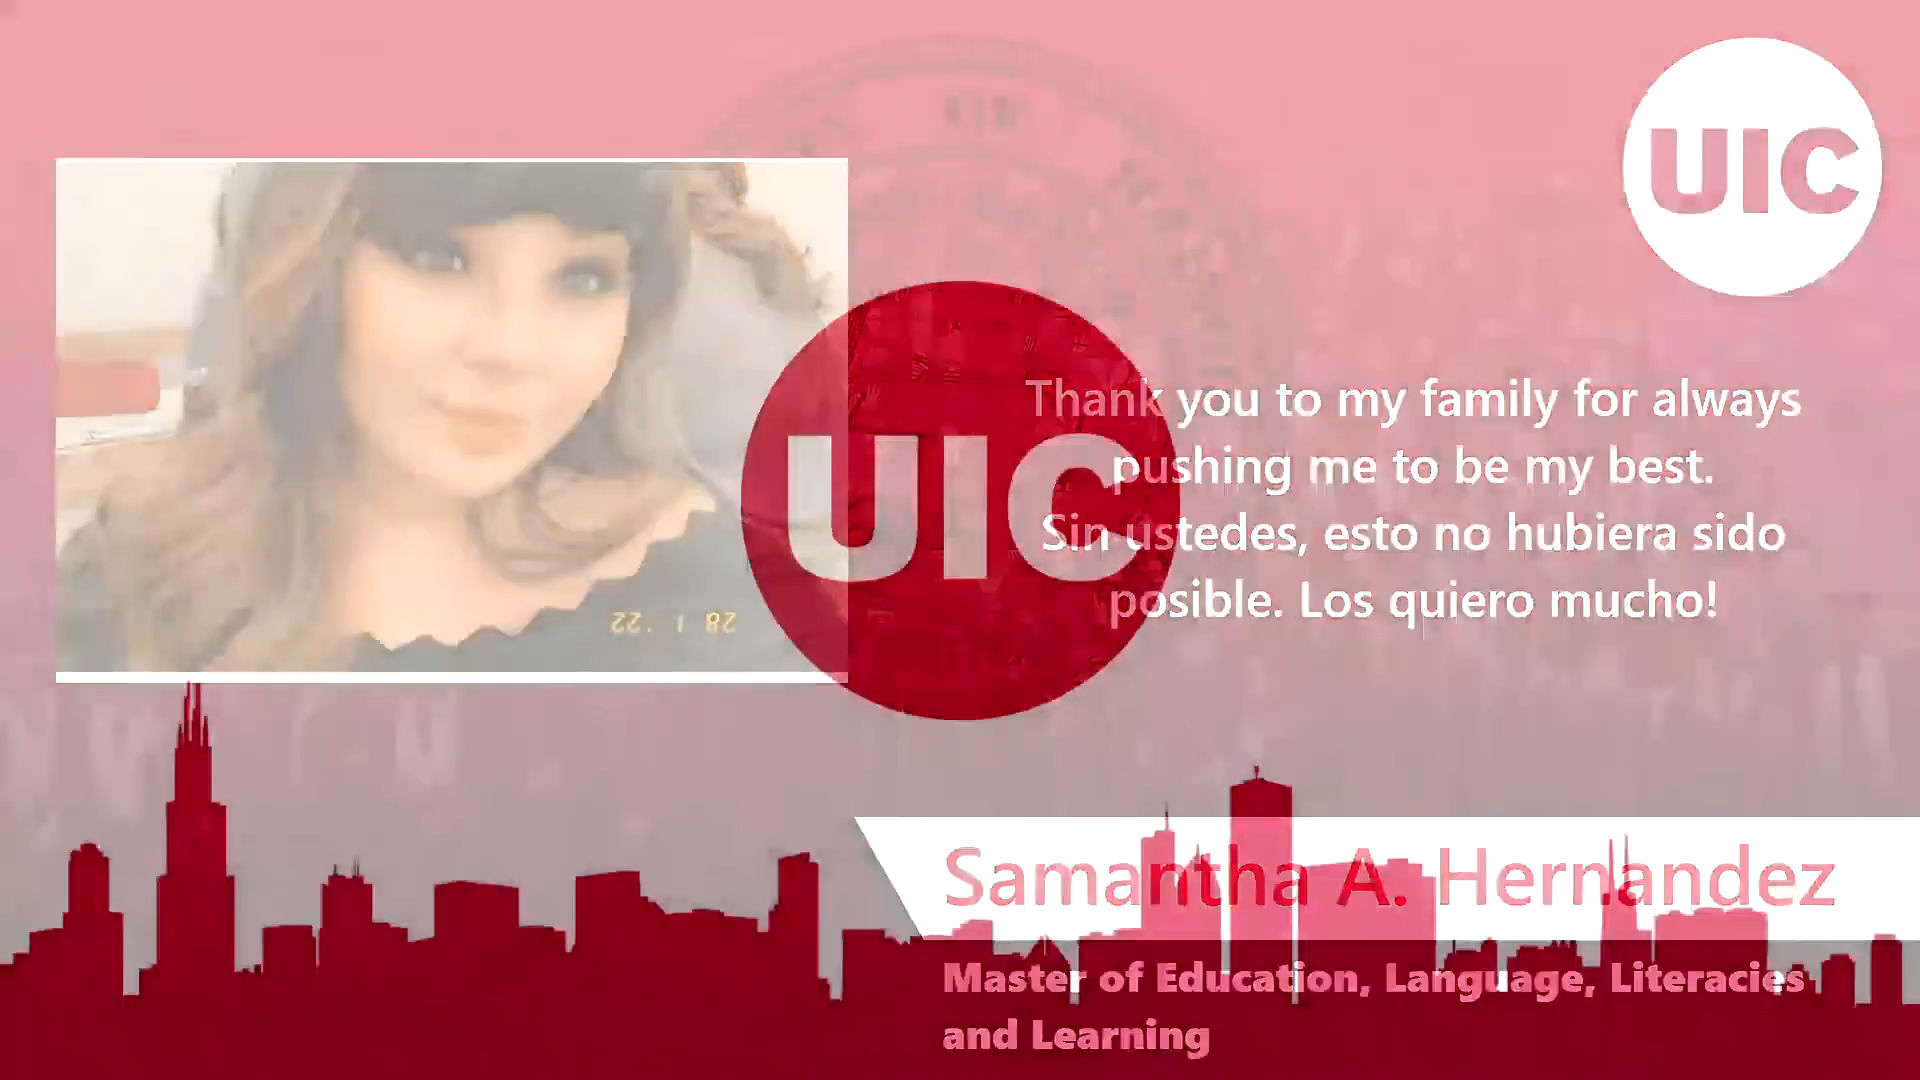 UIC
Thank you to my family for always
pushing me to be my best.
Sin ustedes, esto no hubiera sido
posible. Los quiero mucho!
UIC
28 1 '22
Samantha A. Hernandez
Master of Education, Language, Literacies
and Learning